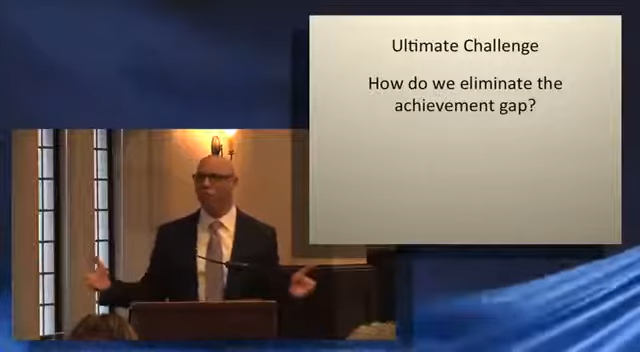 Ultimate Challenge
How do we eliminate the
achievement gap?